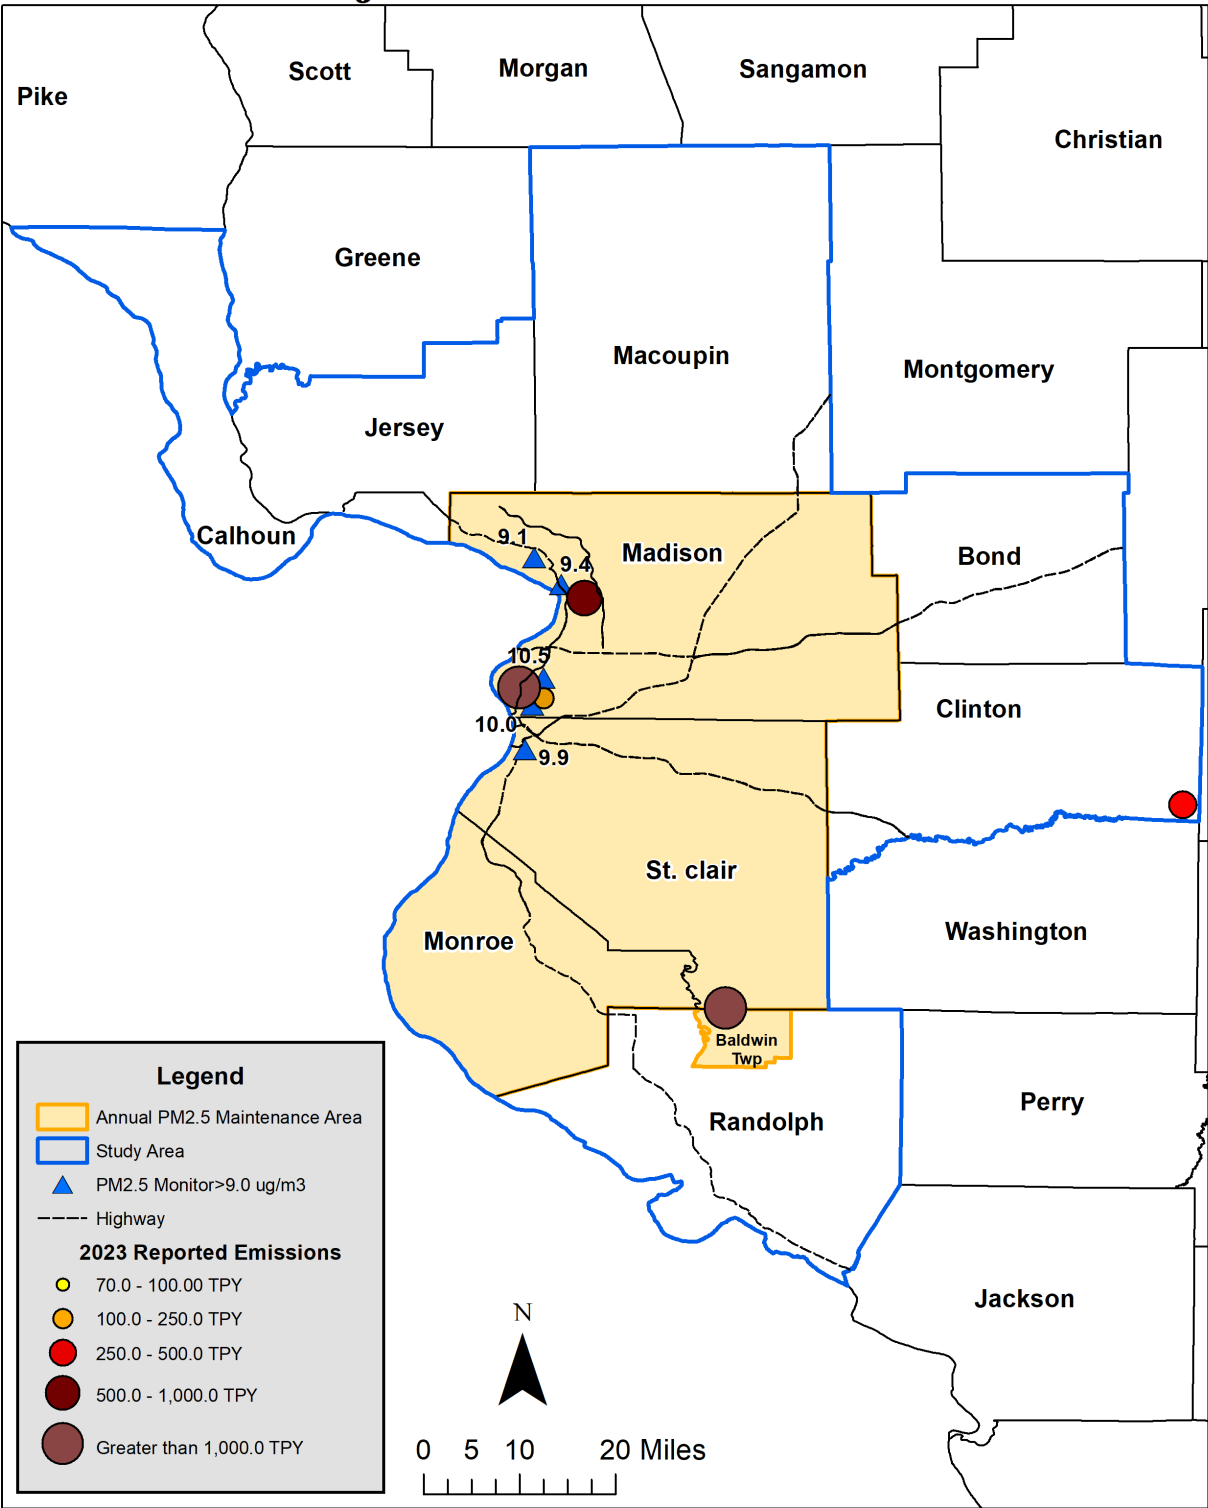 Scott
Morgan
Sangamon
Pike
Christian
Greene
Macoupin
Montgomery
Jersey
Calhoun
9.1
9.4
Madison
Bond
10.5
10.0
9.9
Clinton
St. clair
Monroe
Washington
Baldwin
Twp
Randolph
Perry
Jackson
Legend
Annual PM2.5 Maintenance Area
Study Area
PM2.5 Monitor>9.0 ug/m3
Highway
2023 Reported Emissions
70.0 - 100.00 TPY
100.0 - 250.0 TPY
250.0 - 500.0 TPY
500.0 - 1,000.0 TPY
Greater than 1,000.0 TPY
N
0 5 10 20 Miles